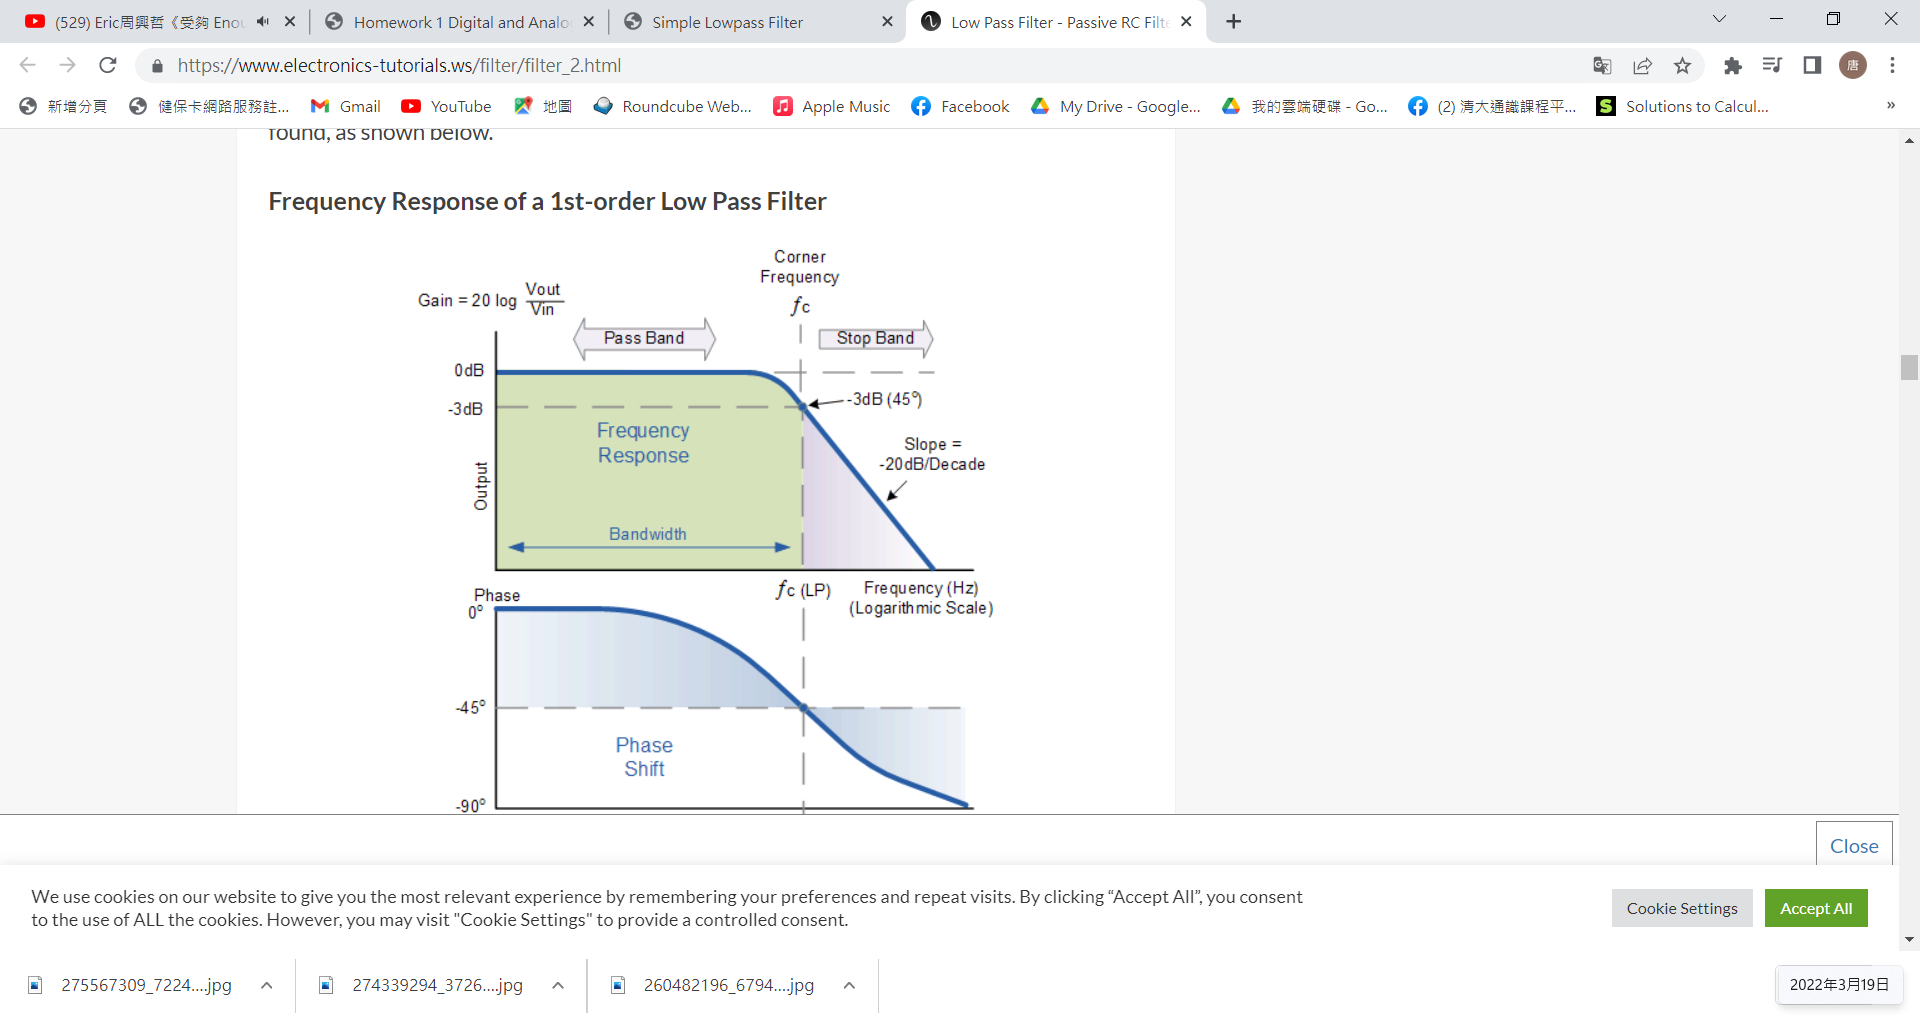 (529) Eric周興哲《受夠 Enou
Homework 1 Digital and Analo
Simple Lowpass Filter
Low Pass Filter - Passive RC Filte
https://www.electronics-tutorials.ws/filter/filter_2.html
唐
新增分頁
健保卡網路服務註...
Gmail
YouTube
地圖
Roundcube Web...
Apple Music
Facebook
My Drive - Google...
我的雲端硬碟 - Go...
(2) 清大通識課程平...
Solutions to Calcul...
»
found, as shown below.
Frequency Response of a 1st-order Low Pass Filter
Corner
Frequency
fc
Gain = 20 log Vout
Vin
Pass Band
Stop Band
0dB
-3dB
-3dB (45°)
Frequency
Response
Slope =
-20dB/Decade
Output
Bandwidth
fc (LP)
Frequency (Hz)
(Logarithmic Scale)
Phase
0°
-45°
Phase
Shift
-90°
Close
We use cookies on our website to give you the most relevant experience by remembering your preferences and repeat visits. By clicking “Accept All”, you consent
to the use of ALL the cookies. However, you may visit "Cookie Settings" to provide a controlled consent.
Cookie Settings
Accept All
275567309_7224....jpg
274339294_3726....jpg
260482196_6794....jpg
2022年3月19日